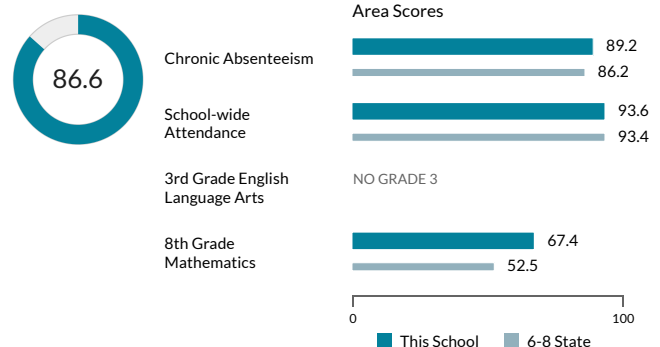 Area Scores
86.6
Chronic Absenteeism
89.2
86.2
School-wide
Attendance
93.6
93.4
3rd Grade English
Language Arts
NO GRADE 3
8th Grade
Mathematics
67.4
52.5
0
100
This School
6-8 State